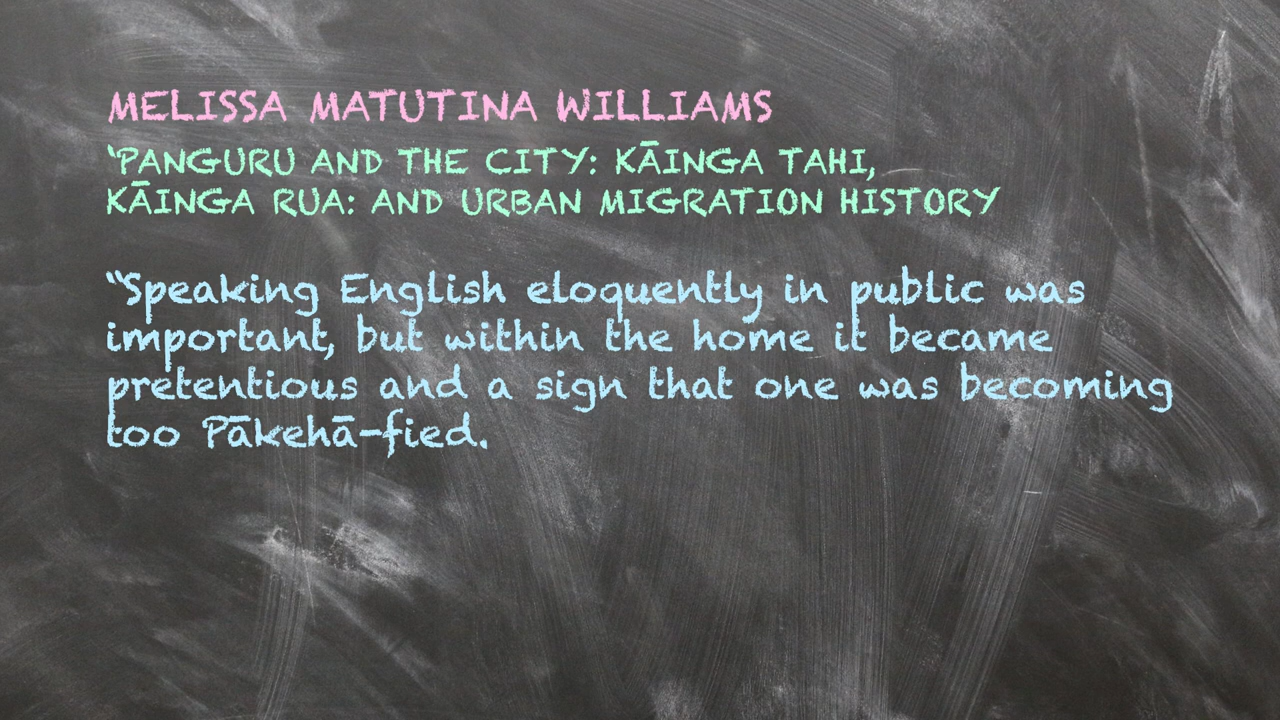 MELISSA MATUTINA WILLIAMS
‘PANGURU AND THE CITY: KĀINGA TAHI,
KĀINGA RUA: AND URBAN MIGRATION HISTORY
“Speaking English eloquently in public was
important, but within the home it became
pretentious and a sign that one was becoming
too Pākehā-fied.